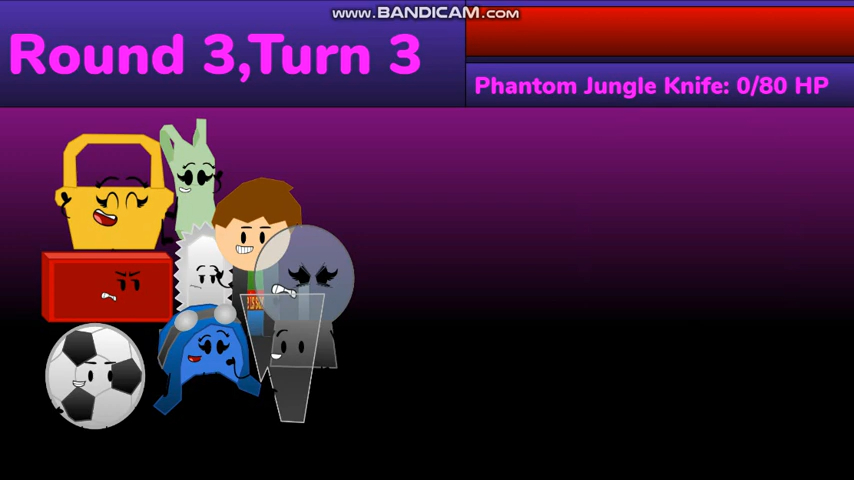 www.BANDICAM.com
Round 3,Turn 3
Phantom Jungle Knife: 0/80 HP